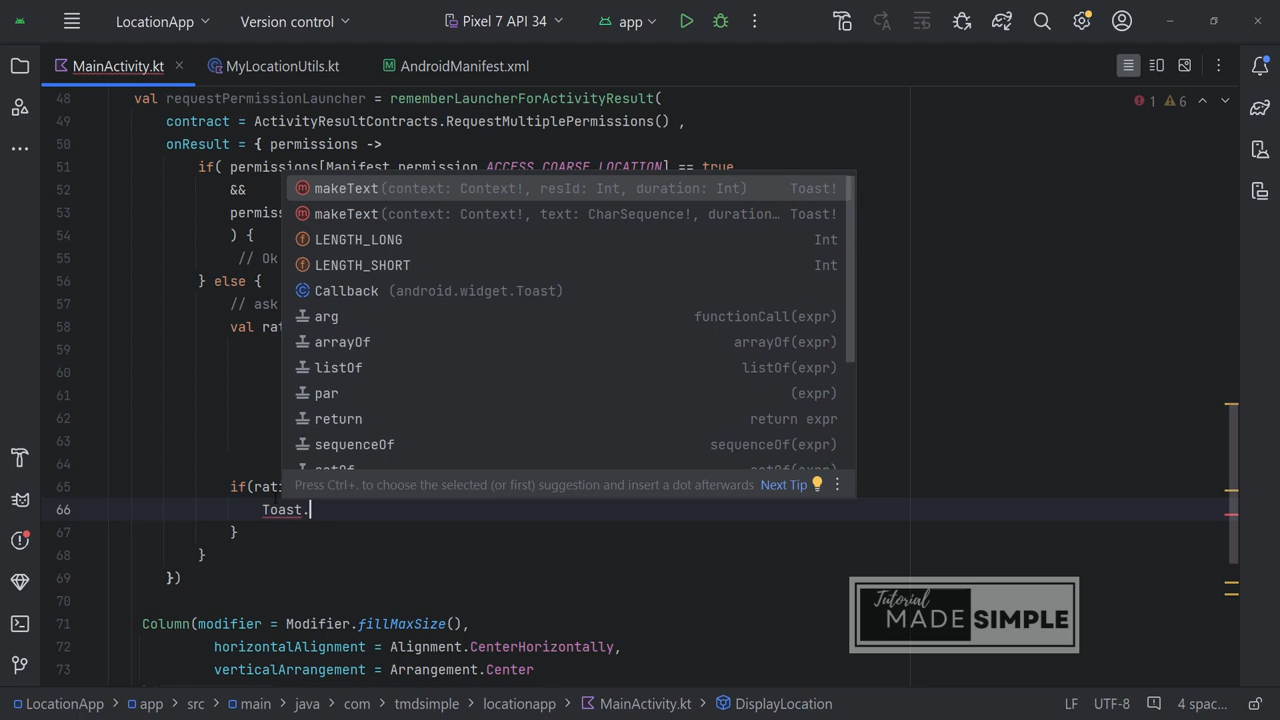 LocationApp
Version control
Pixel 7 API 34
app
MainActivity.kt
MyLocationUtils.kt
AndroidManifest.xml
48 val requestPermissionLauncher = rememberLauncherForActivityResult(
1 6
49 contract = ActivityResultContracts.RequestMultiplePermissions() ,
50 onResult = { permissions ->
51 if( permissions[Manifest.permission.ACCESS_COARSE_LOCATION] == true
52 &&
53 permiss
54 ) {
55 // Ok
56 } else {
57 // ask
58 val rat
59
60
61
62
63
64
65 if(rati
66 Toast.
67 }
68 }
69 })
70
71 Column(modifier = Modifier.fillMaxSize(),
72 horizontalAlignment = Alignment.CenterHorizontally,
73 verticalArrangement = Arrangement.Center
makeText(context: Context!, resId: Int, duration: Int) Toast!
makeText(context: Context!, text: CharSequence!, duration… Toast!
LENGTH_LONG Int
LENGTH_SHORT Int
Callback (android.widget.Toast)
arg functionCall(expr)
arrayOf arrayOf(expr)
listOf listOf(expr)
par (expr)
return return expr
sequenceOf sequenceOf(expr)
setOf setOf(expr)
Press Ctrl+. to choose the selected (or first) suggestion and insert a dot afterwards Next Tip
Tutorial
MADE SIMPLE
LocationApp > app > src > main > java > com > tmdsimple > locationapp > MainActivity.kt > DisplayLocation
LF UTF-8 4 spac...